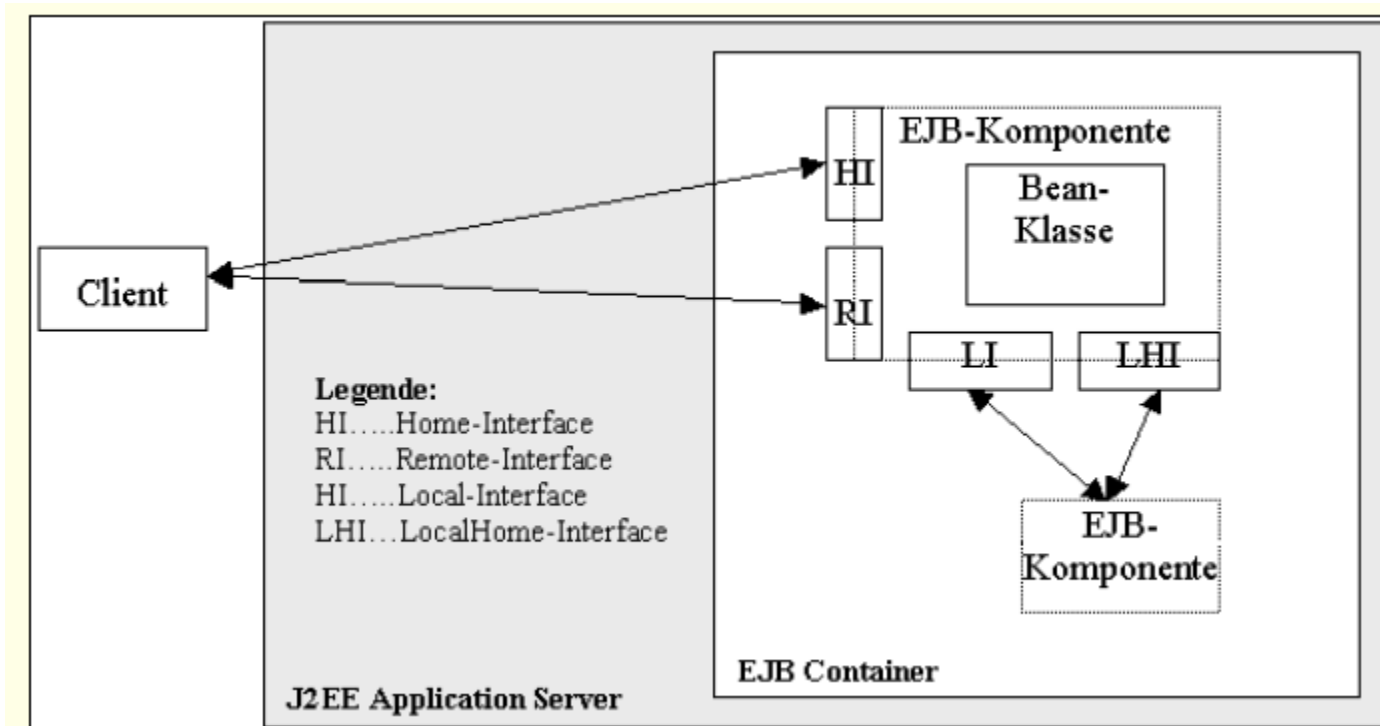 EJB-Komponente
HI
Bean-
Klasse
Client
RI
LI
LHI
Legende:
HI.....Home-Interface
RI.....Remote-Interface
HI.....Local-Interface
LHI...LocalHome-Interface
EJB-
Komponente
EJB Container
J2EE Application Server